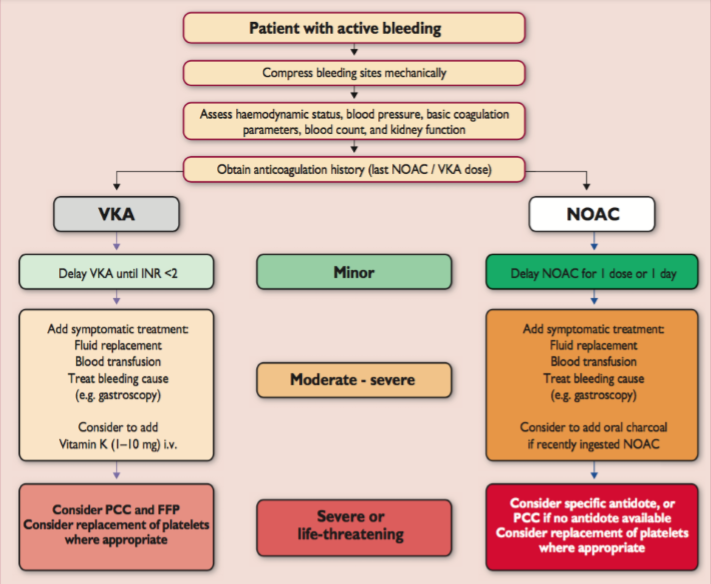 Patient with active bleeding
Compress bleeding sites mechanically
Assess haemodynamic status, blood pressure, basic coagulation
parameters, blood count, and kidney function
Obtain anticoagulation history (last NOAC / VKA dose)
VKA
NOAC
Delay VKA until INR <2
Minor
Delay NOAC for 1 dose or 1 day
Add symptomatic treatment:
Fluid replacement
Blood transfusion
Treat bleeding cause
(e.g. gastroscopy)
Consider to add
Vitamin K (1–10 mg) i.v.
Moderate - severe
Add symptomatic treatment:
Fluid replacement
Blood transfusion
Treat bleeding cause
(e.g. gastroscopy)
Consider to add oral charcoal
if recently ingested NOAC
Consider PCC and FFP
Consider replacement of platelets
where appropriate
Severe or
life-threatening
Consider specific antidote, or
PCC if no antidote available
Consider replacement of platelets
where appropriate